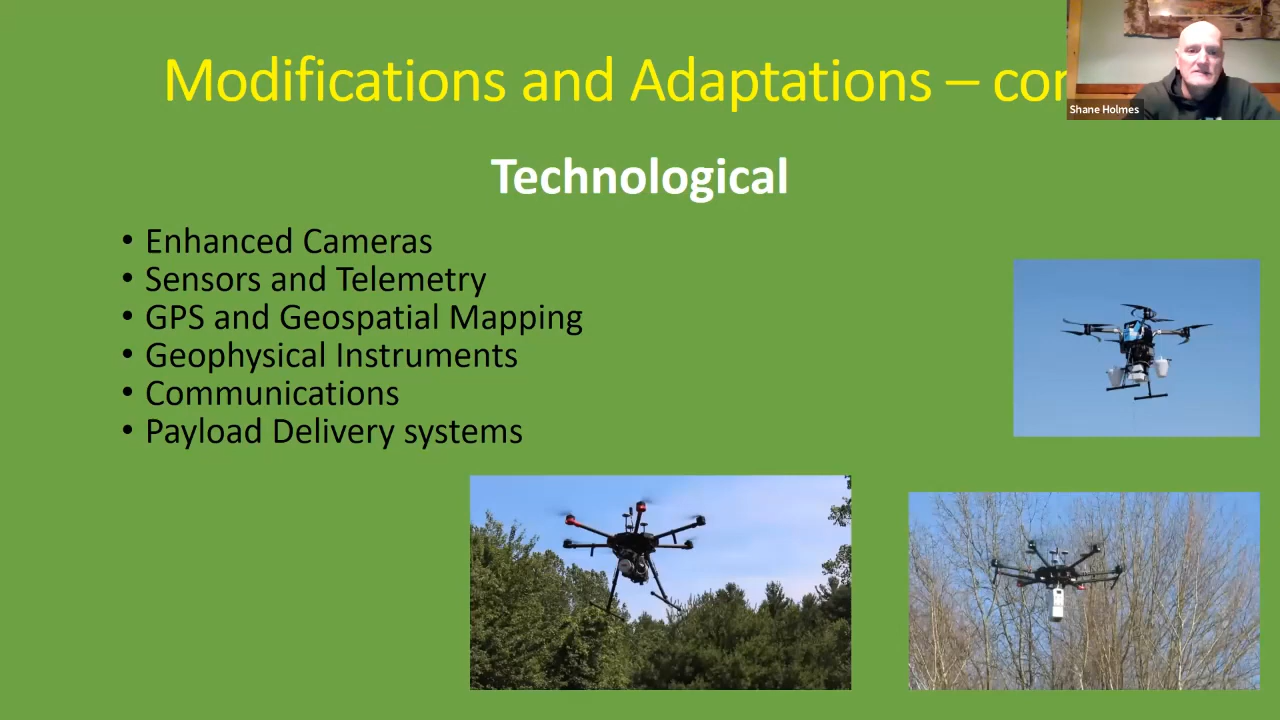 Modifications and Adaptations – con
Shane Holmes
Technological
• Enhanced Cameras
• Sensors and Telemetry
• GPS and Geospatial Mapping
• Geophysical Instruments
• Communications
• Payload Delivery systems